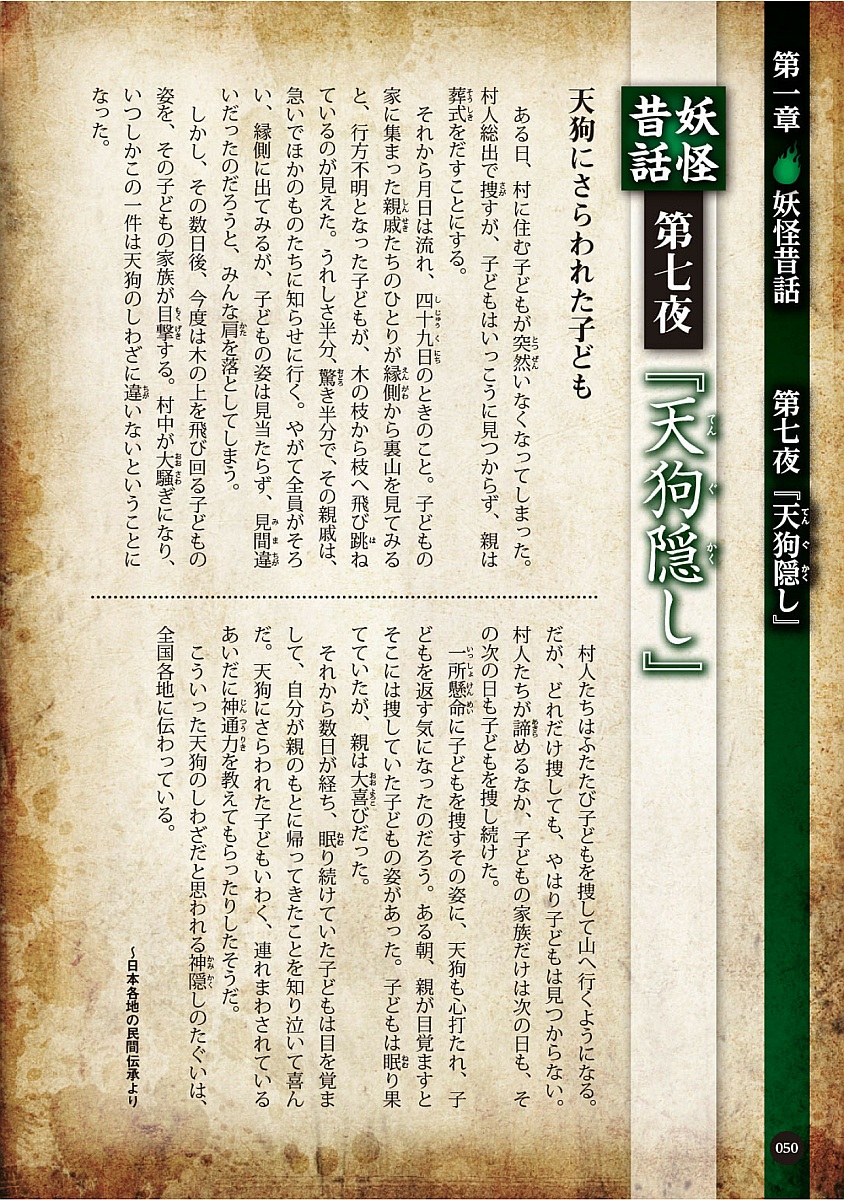 第一章 妖怪昔話 第七夜『天狗隠し』
妖怪昔話 第七夜『天狗隠し』
天狗にさらわれた子ども
　ある日、村に住む子どもが突然いなくなってしまった。
村人総出で捜すが、子どもはいっこうに見つからず、親は
葬式をだすことにする。
　それから月日は流れ、四十九日のときのこと。子どもの
家に集まった親戚たちのひとりが縁側から裏山を見てみる
と、行方不明となった子どもが、木の枝から枝へ飛び跳ね
ているのが見えた。うれしさ半分、驚き半分で、その親戚は、
急いでほかのものたちに知らせに行く。やがて全員がそろ
い、縁側に出てみるが、子どもの姿は見当たらず、見間違
いだったのだろうと、みんな肩を落としてしまう。
　しかし、その数日後、今度は木の上を飛び回る子どもの
姿を、その子どもの家族が目撃する。村中が大騒ぎになり、
いつしかこの一件は天狗のしわざに違いないということに
なった。
　村人たちはふたたび子どもを捜して山へ行くようになる。
だが、どれだけ捜しても、やはり子どもは見つからない。
村人たちが諦めるなか、子どもの家族だけは次の日も、そ
の次の日も子どもを捜し続けた。
　一所懸命に子どもを捜すその姿に、天狗も心打たれ、子
どもを返す気になったのだろう。ある朝、親が目覚ますと
そこには捜していた子どもの姿があった。子どもは眠り果
てていたが、親は大喜びだった。
　それから数日が経ち、眠り続けていた子どもは目を覚ま
して、自分が親のもとに帰ってきたことを知り泣いて喜ん
だ。天狗にさらわれた子どもいわく、連れまわされている
あいだに神通力を教えてもらったりしたそうだ。
　こういった天狗のしわざだと思われる神隠しのたぐいは、
全国各地に伝わっている。
～日本各地の民間伝承より
050